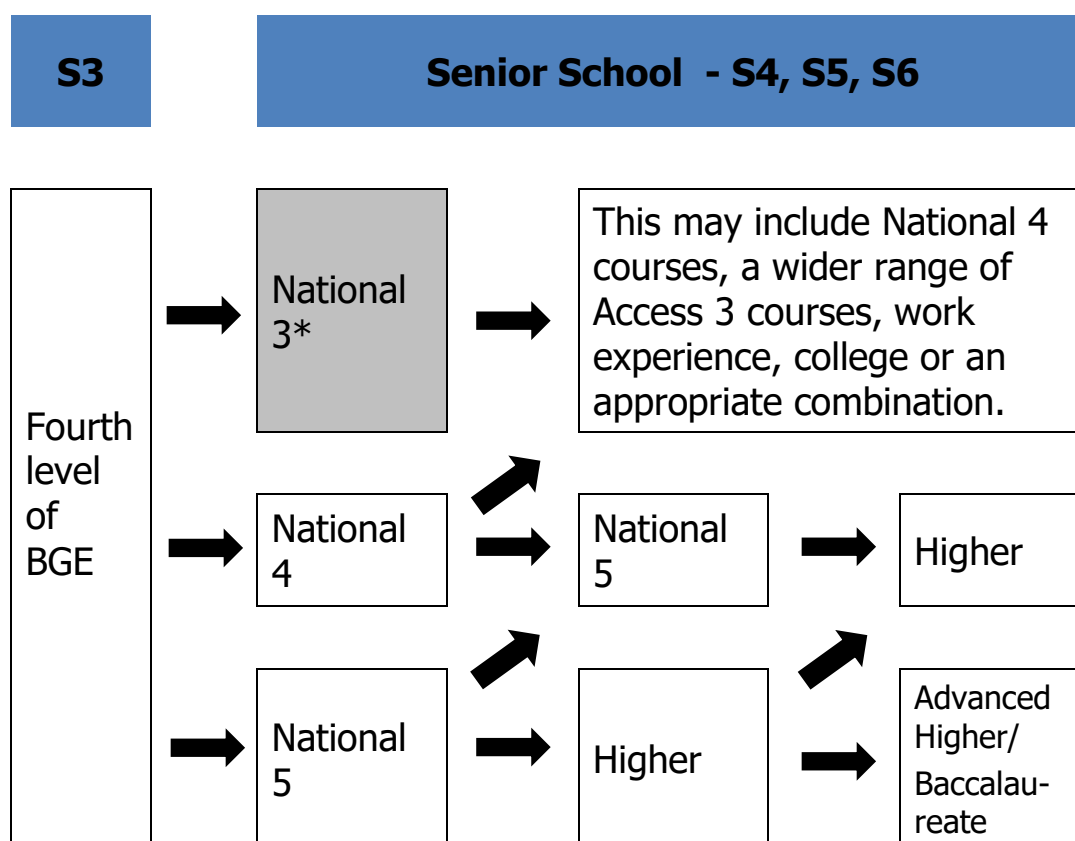 S3
Senior School - S4, S5, S6
Fourth
level
of
BGE
National
3*
This may include National 4
courses, a wider range of
Access 3 courses, work
experience, college or an
appropriate combination.
National
4
National
5
Higher
National
5
Higher
Advanced
Higher/
Baccalau-
reate